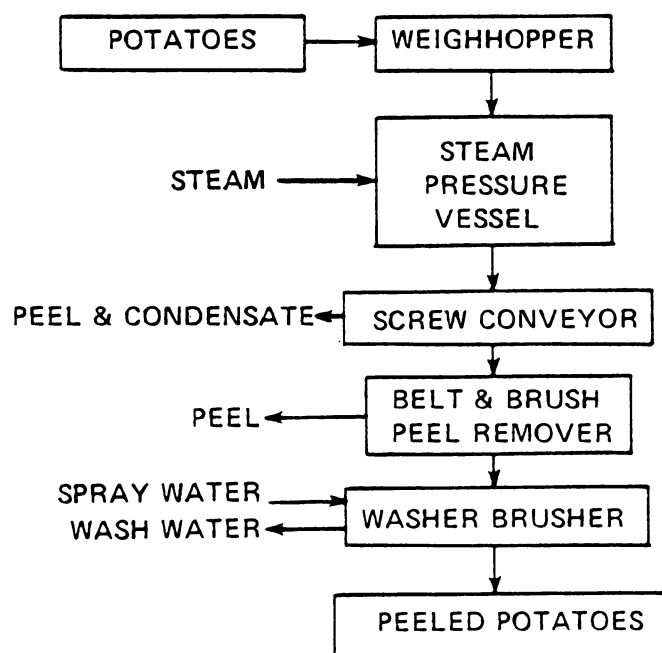 POTATOES
WEIGHHOPPER
STEAM
STEAM
PRESSURE
VESSEL
PEEL & CONDENSATE
SCREW CONVEYOR
PEEL
BELT & BRUSH
PEEL REMOVER
SPRAY WATER
WASH WATER
WASHER BRUSHER
PEELED POTATOES